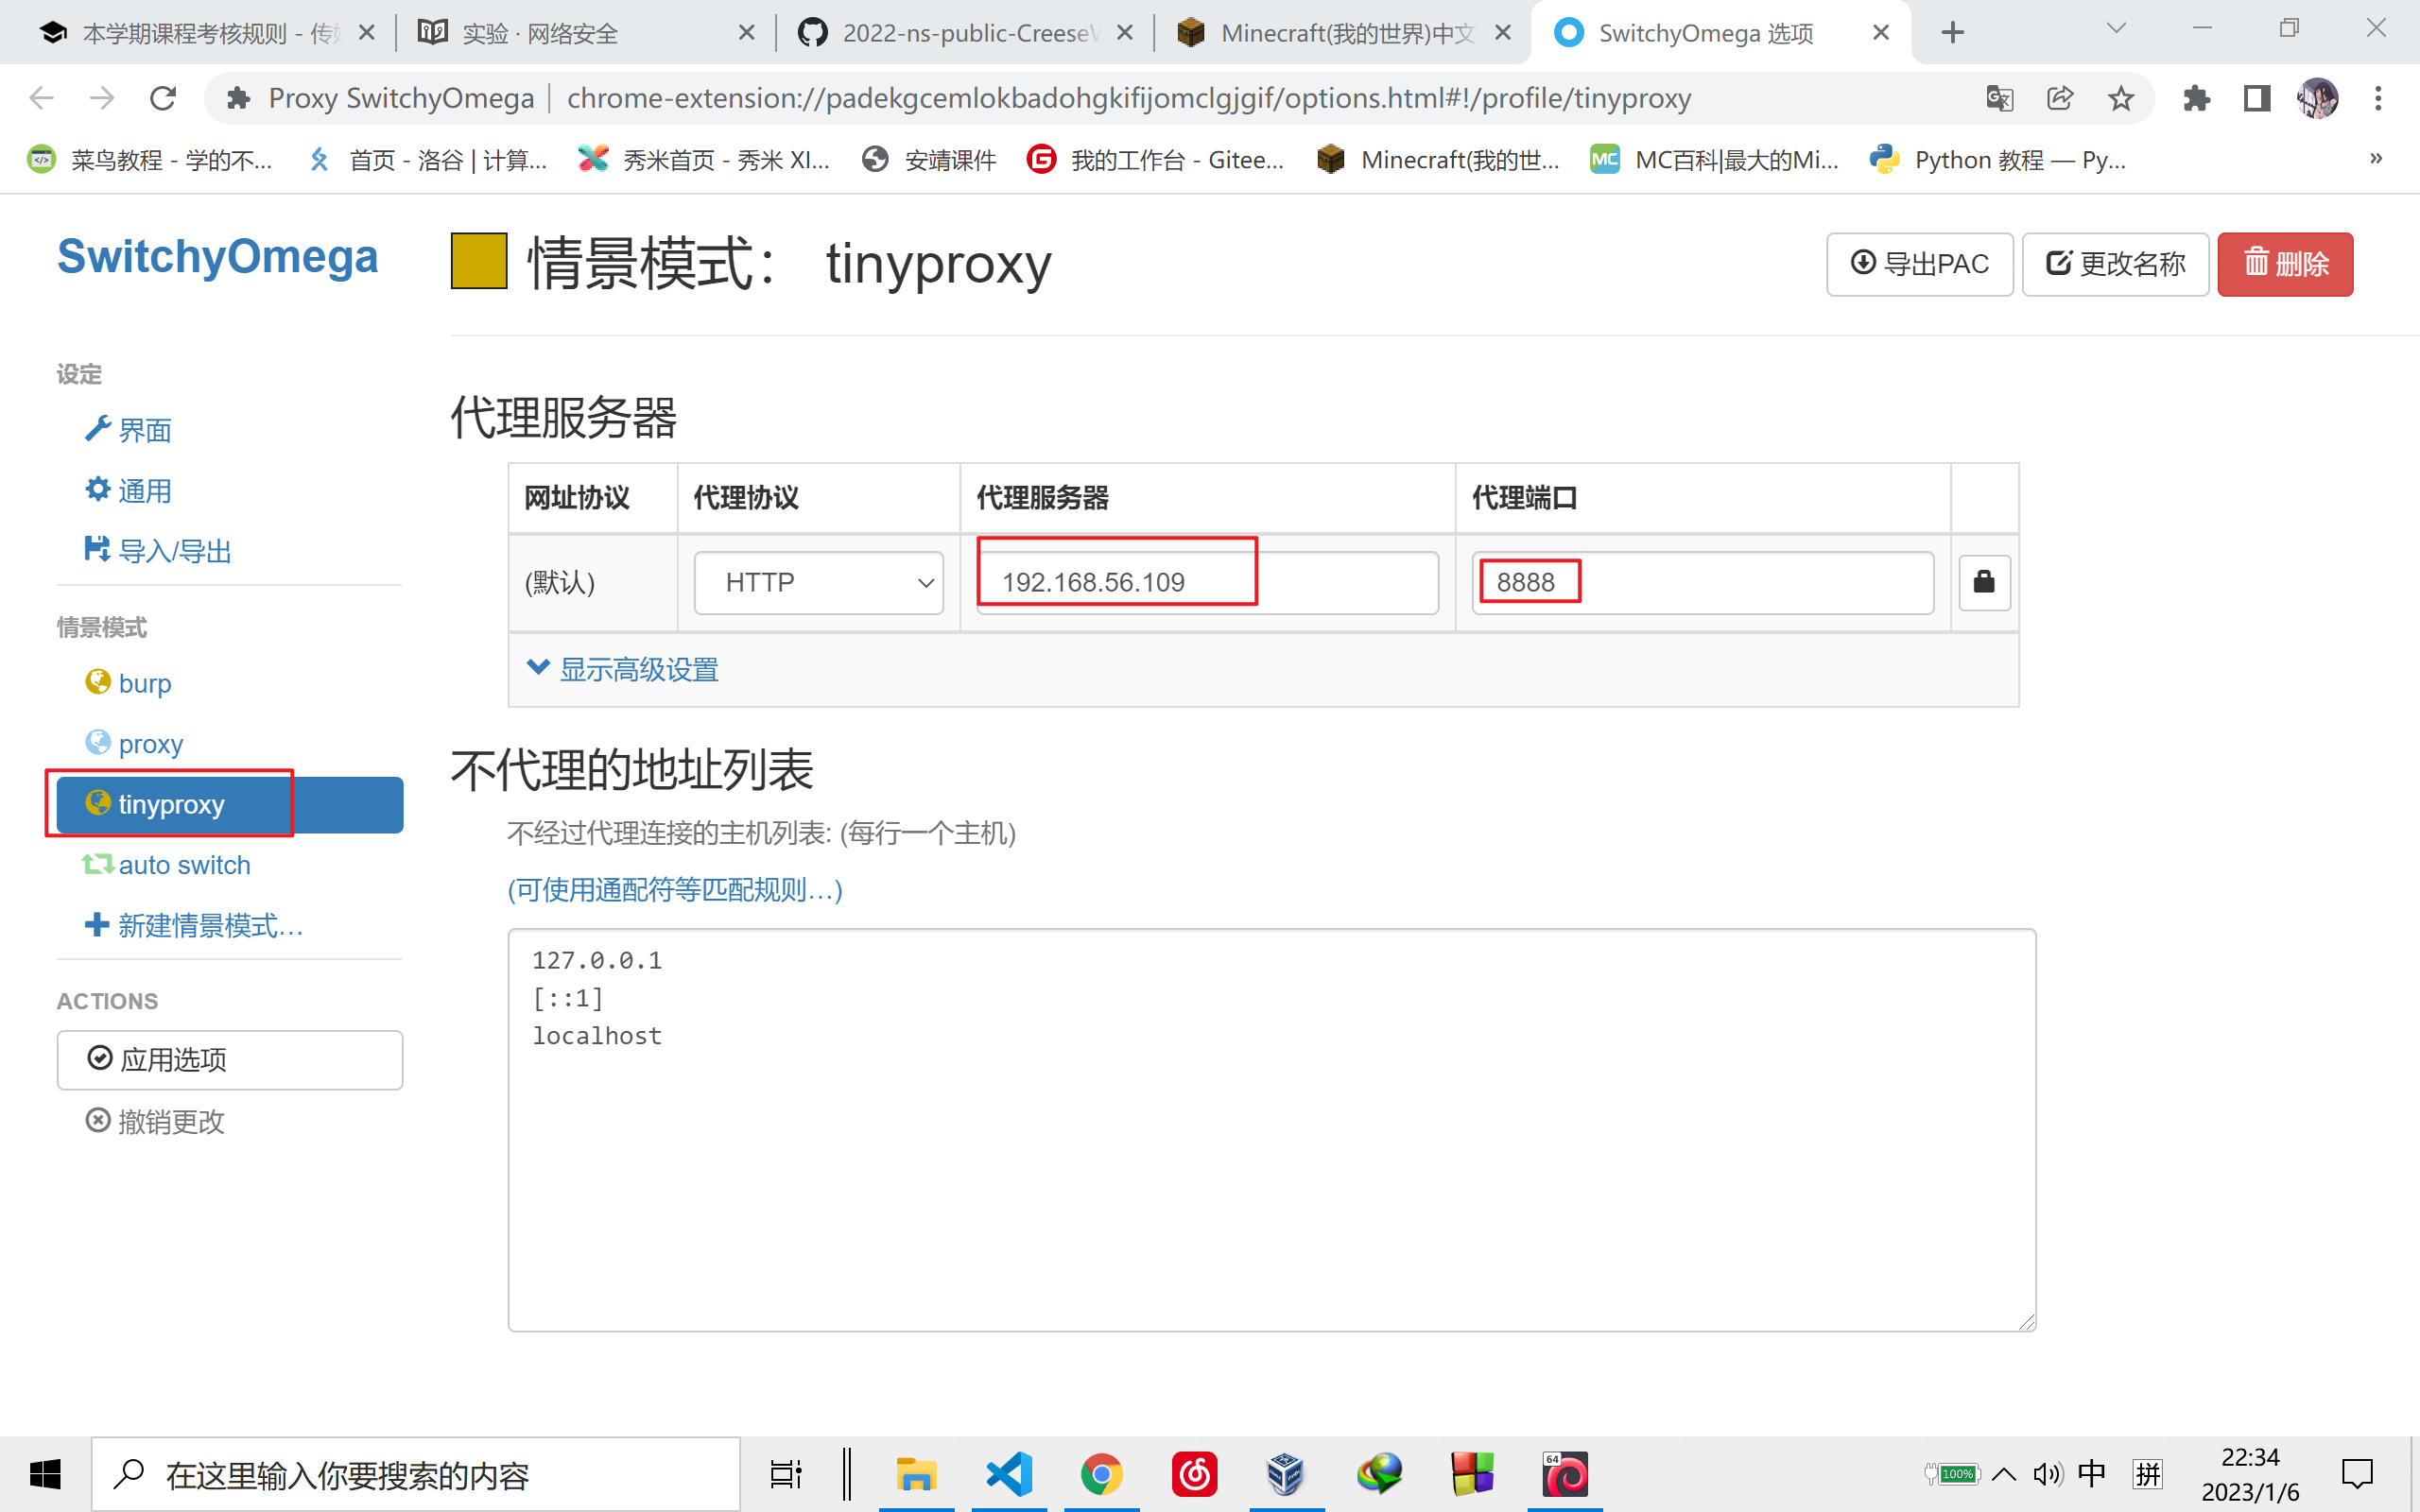 本学期课程考核规则 - 传
实验 · 网络安全
2022-ns-public-Creese
Minecraft(我的世界)中文
SwitchyOmega 选项
Proxy SwitchyOmega
chrome-extension://padekgcemlokbadohgkifijomclgjgif/options.html#!/profile/tinyproxy
菜鸟教程 - 学的不...
首页 - 洛谷 | 计算...
秀米首页 - 秀米 XI...
安靖课件
我的工作台 - Gitee...
Minecraft(我的世...
MC
MC百科|最大的Mi...
Python 教程 — Py...
»
SwitchyOmega
情景模式： tinyproxy
导出PAC
更改名称
删除
设定
界面
通用
导入/导出
情景模式
burp
proxy
tinyproxy
auto switch
新建情景模式…
ACTIONS
应用选项
撤销更改
代理服务器
网址协议 代理协议 代理服务器 代理端口
(默认) HTTP 192.168.56.109 8888
显示高级设置
不代理的地址列表
不经过代理连接的主机列表: (每行一个主机)
(可使用通配符等匹配规则…)
127.0.0.1
[::1]
localhost
在这里输入你要搜索的内容
64
100%
中
拼
22:34
2023/1/6